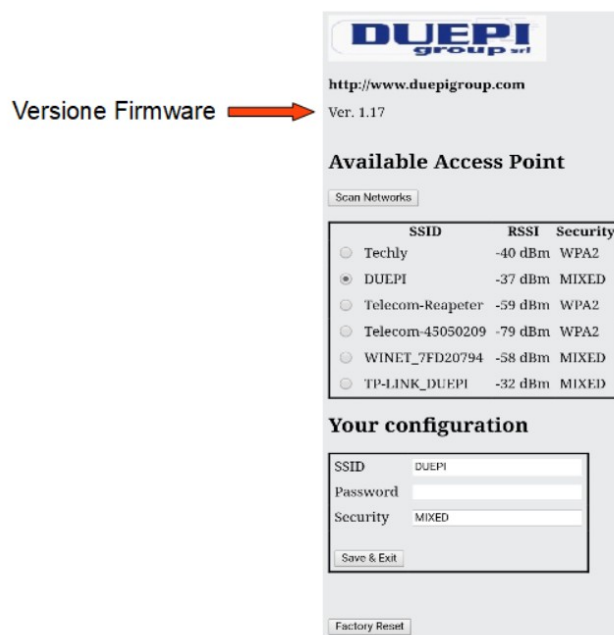 DUEPI
group srl
http://www.duepigroup.com
Versione Firmware
Ver. 1.17
Available Access Point
Scan Networks
SSID RSSI Security
Techly -40 dBm WPA2
DUEPI -37 dBm MIXED
Telecom-Reapeter -59 dBm WPA2
Telecom-45050209 -79 dBm WPA2
WINET_7FD20794 -58 dBm MIXED
TP-LINK_DUEPI -32 dBm MIXED
Your configuration
SSID DUEPI
Password
Security MIXED
Save & Exit
Factory Reset